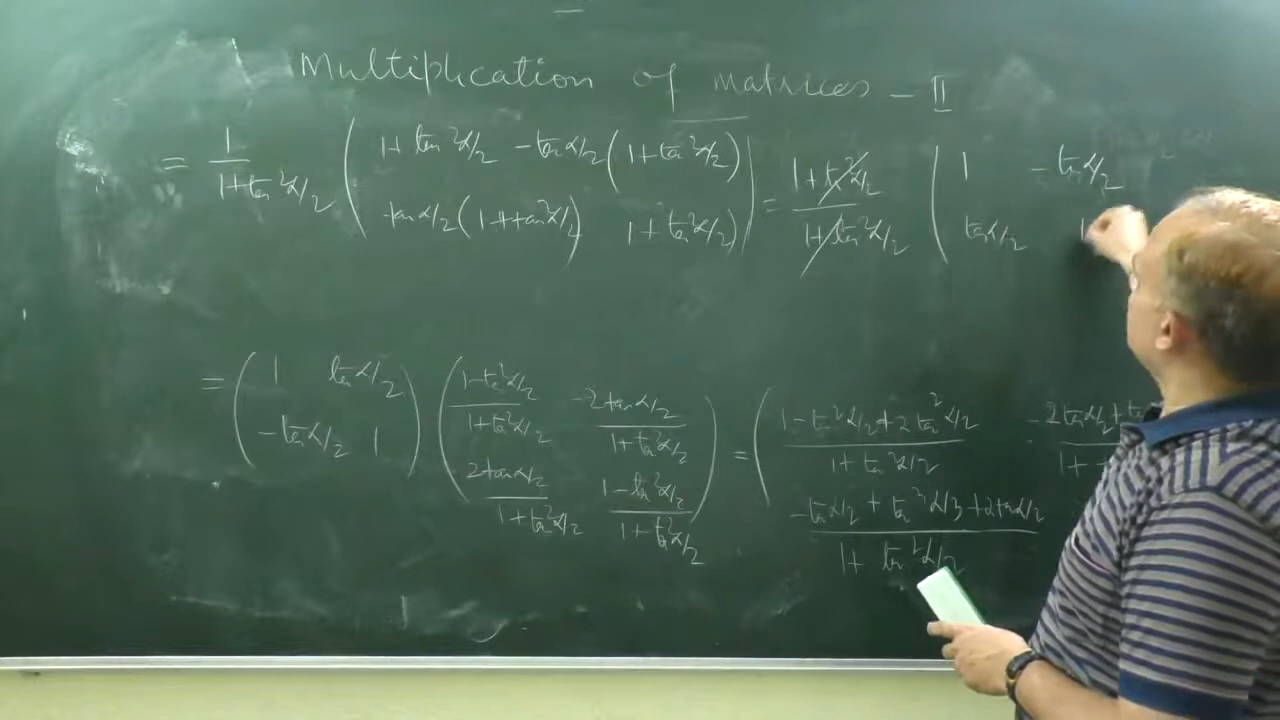 Multiplication of matrices - II
= 1/(1+tan²α/2) ( 1+tan²α/2 -tanα/2(1+tan²α/2)
tanα/2(1+tan²α/2) 1+tan²α/2) ) = (1+tan²α/2)/(1+tan²α/2) ( 1 -tanα/2
tanα/2 1
= ( 1 tanα/2
-tanα/2 1 ) ( (1-tan²α/2)/(1+tan²α/2) (-2tanα/2)/(1+tan²α/2)
(2tanα/2)/(1+tan²α/2) (1-tan²α/2)/(1+tan²α/2) ) = ( (1-tan²α/2+2tan²α/2)/(1+tan²α/2) -2tanα/2+
(-tanα/2+tan³α/3+2tanα/2)/(1+tan²α/2)